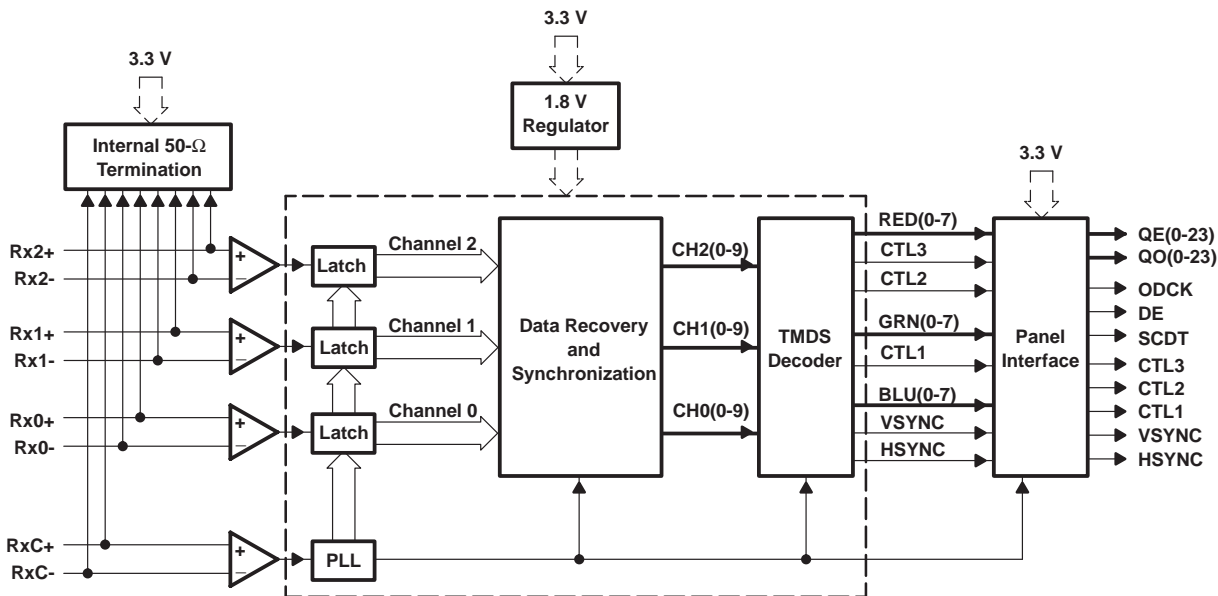 3.3 V
3.3 V
1.8 V
Regulator
Internal 50-Ω
Termination
3.3 V
Rx2+
Rx2-
Rx1+
Rx1-
Rx0+
Rx0-
RxC+
RxC-
+
−
+
−
+
−
+
−
Latch
Latch
Latch
PLL
Channel 2
Channel 1
Channel 0
Data Recovery
and
Synchronization
CH2(0-9)
CH1(0-9)
CH0(0-9)
TMDS
Decoder
RED(0-7)
CTL3
CTL2
GRN(0-7)
CTL1
BLU(0-7)
VSYNC
HSYNC
Panel
Interface
QE(0-23)
QO(0-23)
ODCK
DE
SCDT
CTL3
CTL2
CTL1
VSYNC
HSYNC